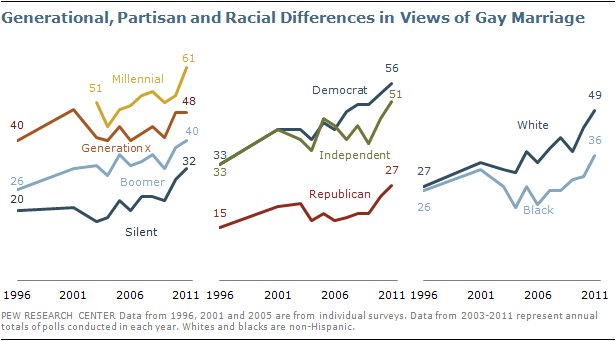 Generational, Partisan and Racial Differences in Views of Gay Marriage
61
Millennial
51
48
40
Generation X
40
26
Boomer
32
20
Silent
1996 2001 2006 2011
56
Democrat
51
33
33
Independent
27
Republican
15
1996 2001 2006 2011
49
White
36
27
26
Black
1996 2001 2006 2011
PEW RESEARCH CENTER Data from 1996, 2001 and 2005 are from individual surveys. Data from 2003-2011 represent annual
totals of polls conducted in each year. Whites and blacks are non-Hispanic.